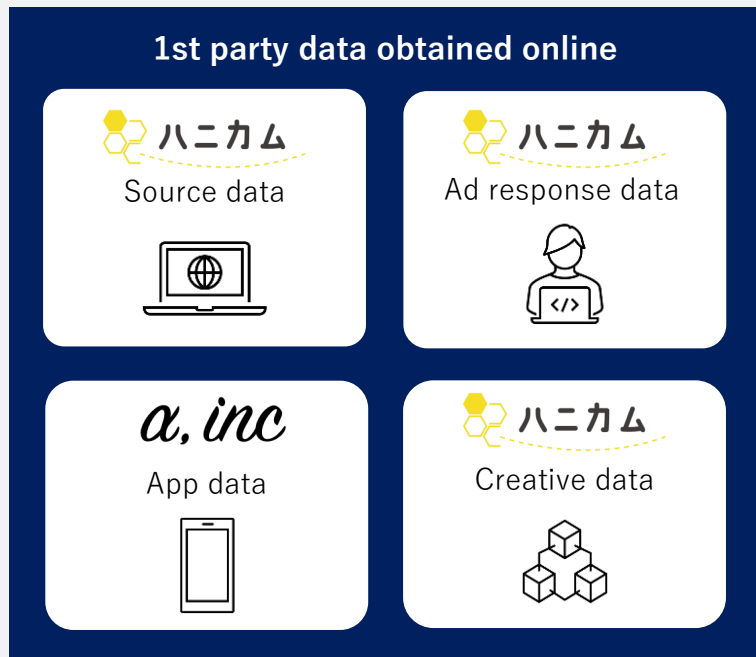 1st party data obtained online
ハニカム
Source data
ハニカム
Ad response data
</>
α, inc
App data
ハニカム
Creative data